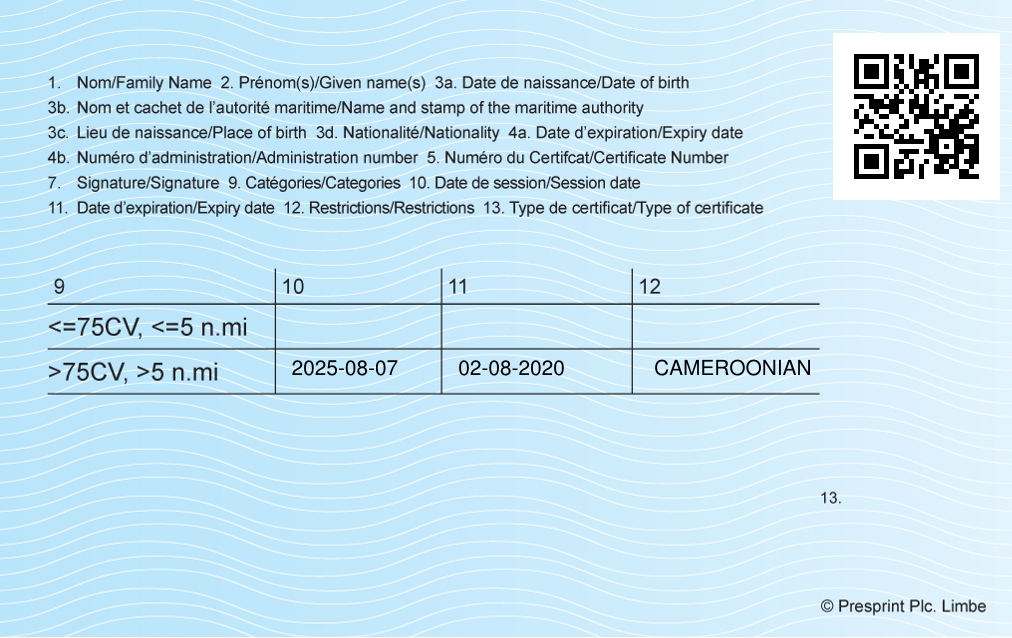 1. Nom/Family Name 2. Prénom(s)/Given name(s) 3a. Date de naissance/Date of birth
3b. Nom et cachet de l'autorité maritime/Name and stamp of the maritime authority
3c. Lieu de naissance/Place of birth 3d. Nationalité/Nationality 4a. Date d'expiration/Expiry date
4b. Numéro d'administration/Administration number 5. Numéro du Certifcat/Certificate Number
7. Signature/Signature 9. Catégories/Categories 10. Date de session/Session date
11. Date d'expiration/Expiry date 12. Restrictions/Restrictions 13. Type de certificat/Type of certificate
9 10 11 12
<=75CV, <=5 n.mi
>75CV, >5 n.mi 2025-08-07 02-08-2020 CAMEROONIAN
13.
© Presprint Plc. Limbe